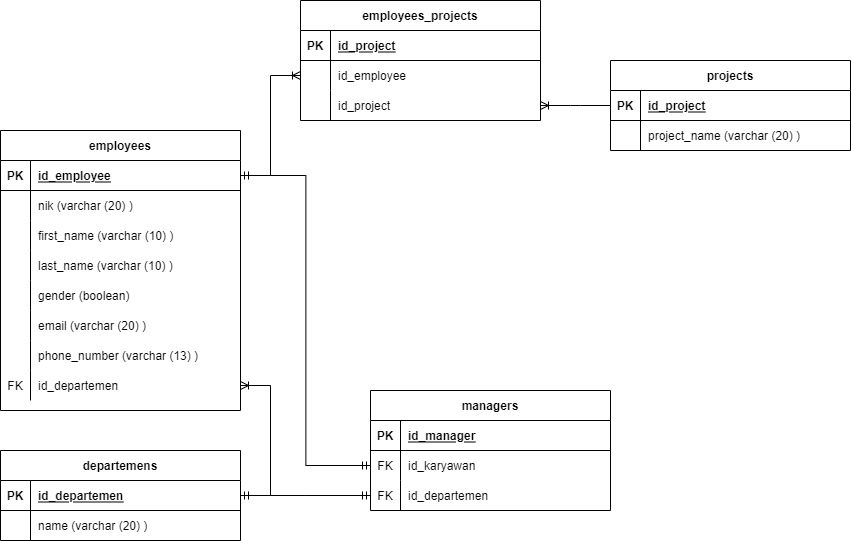 employees_projects
PK id_project
id_employee
id_project
projects
PK id_project
project_name (varchar (20) )
employees
PK id_employee
nik (varchar (20) )
first_name (varchar (10) )
last_name (varchar (10) )
gender (boolean)
email (varchar (20) )
phone_number (varchar (13) )
FK id_departemen
managers
PK id_manager
FK id_karyawan
FK id_departemen
departemens
PK id_departemen
name (varchar (20) )